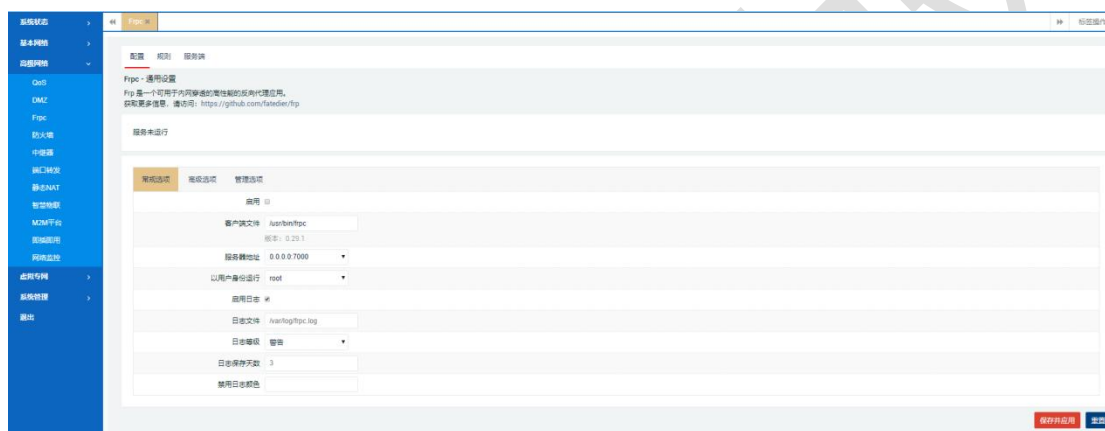 系统状态
基本网络
高级网络
QoS
DMZ
Frpc
防火墙
中继器
端口转发
静态NAT
智慧物联
M2M平台
即插即用
网络监控
虚拟专网
系统管理
退出
Frpc
标签操作
配置 规则 服务端
Frpc - 通用设置
Frp 是一个可用于内网穿透的高性能的反向代理应用。
获取更多信息，请访问：https://github.com/fatedier/frp
服务未运行
常规选项 高级选项 管理选项
启用
客户端文件 /usr/bin/frpc
版本：0.29.1
服务器地址 0.0.0.0:7000
以用户身份运行 root
启用日志
日志文件 /var/log/frpc.log
日志等级 警告
日志保存天数 3
禁用日志颜色
保存并应用 重置